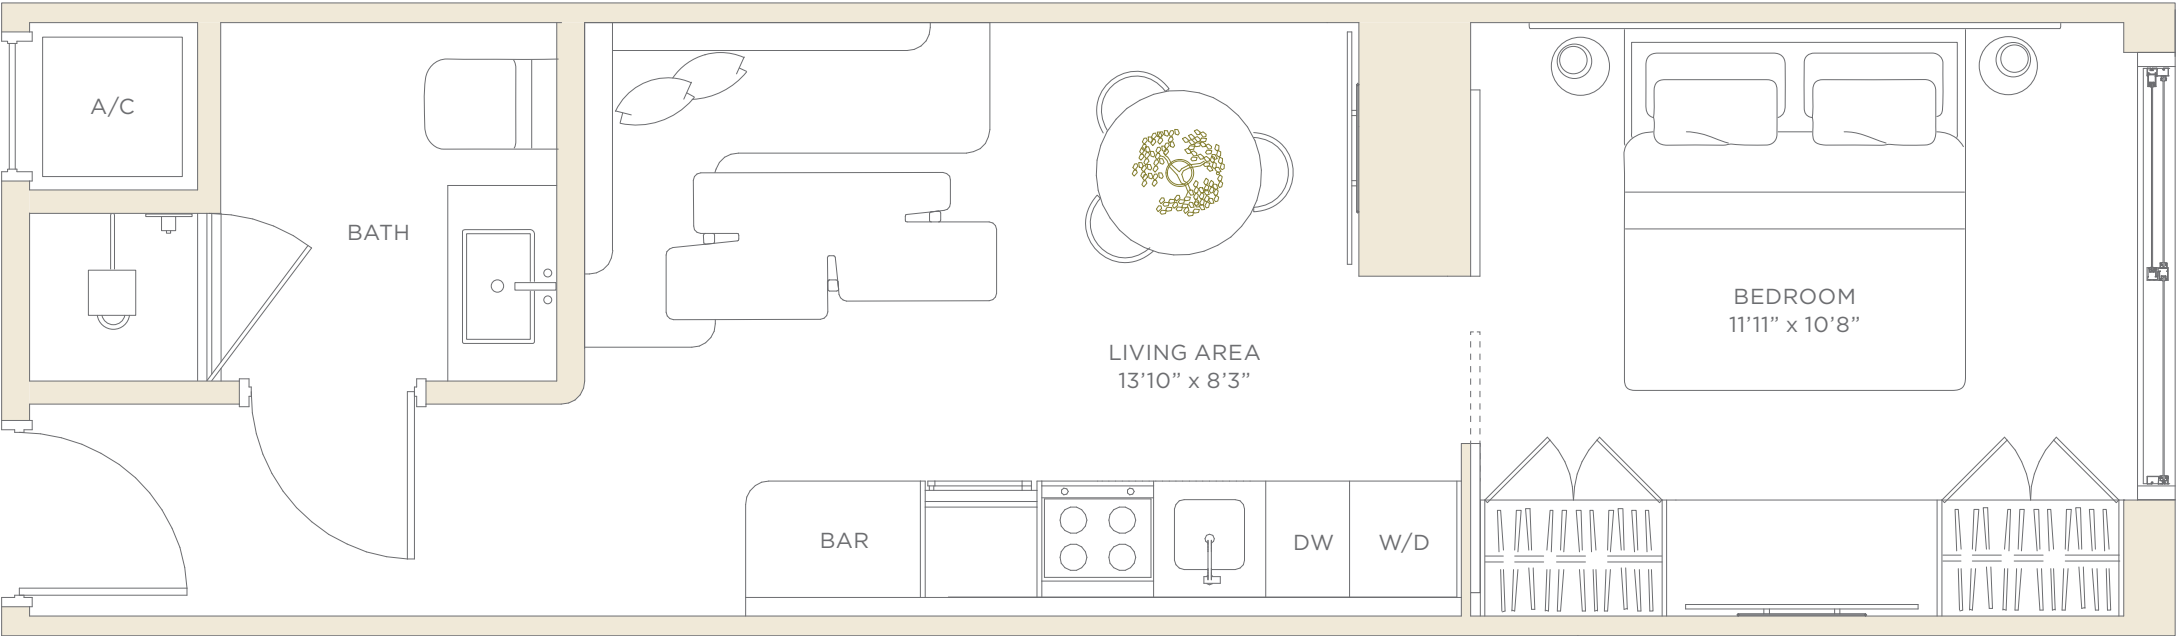 A/C
BATH
LIVING AREA
13’10” x 8’3”
BEDROOM
11’11” x 10’8”
BAR
DW
W/D